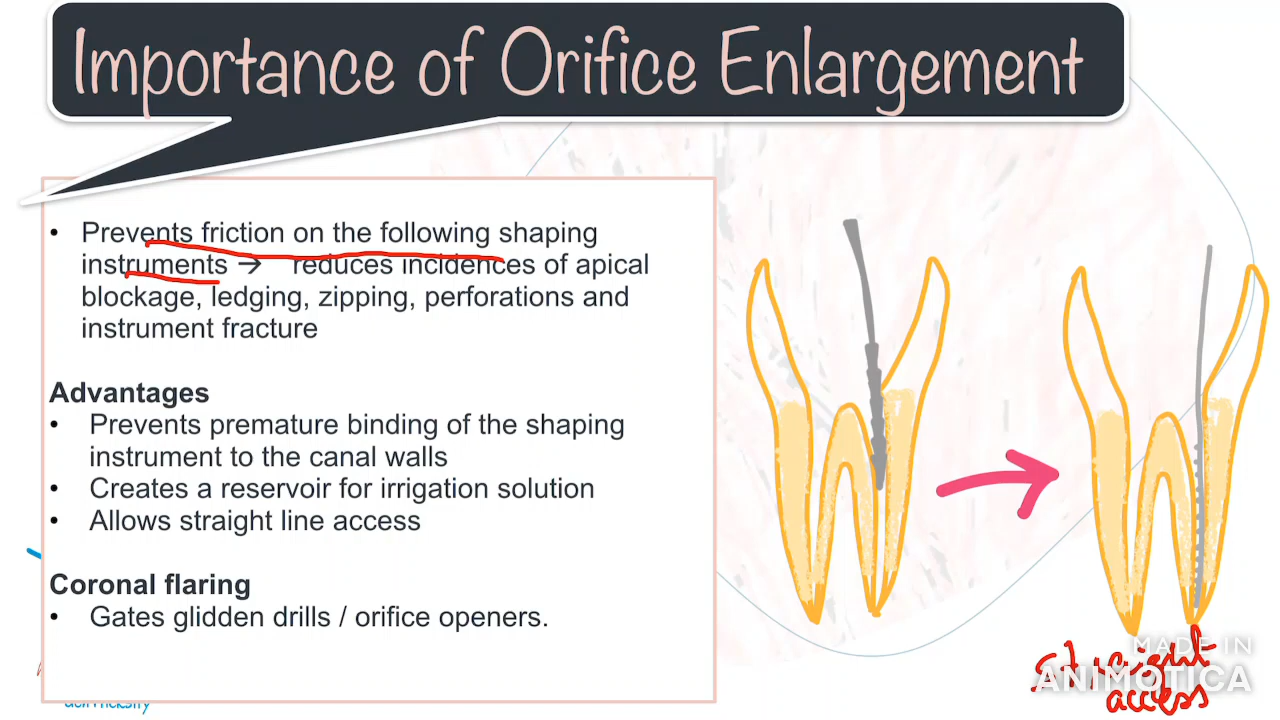 Importance of Orifice Enlargement
• Prevents friction on the following shaping
instruments → reduces incidences of apical
blockage, ledging, zipping, perforations and
instrument fracture
Advantages
• Prevents premature binding of the shaping
instrument to the canal walls
• Creates a reservoir for irrigation solution
• Allows straight line access
Coronal flaring
• Gates glidden drills / orifice openers.
Straight
access
MADE IN
ANIMOTICA